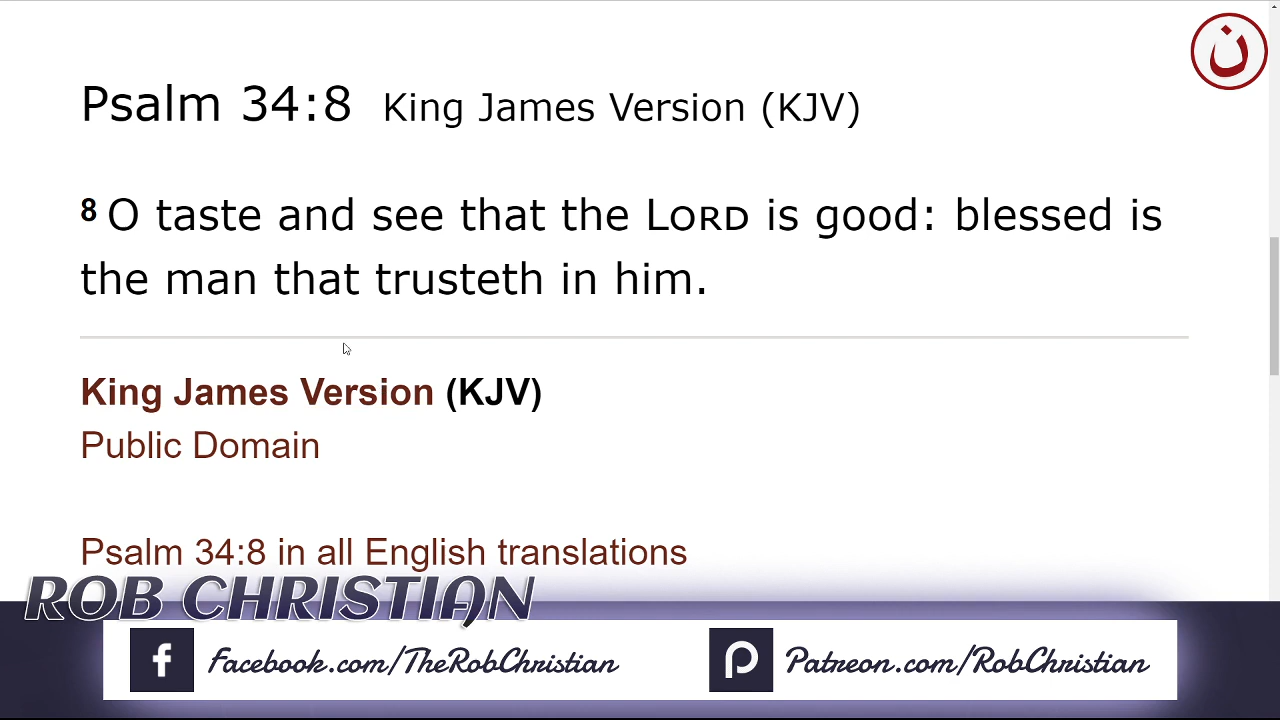 ن
Psalm 34:8 King James Version (KJV)
8 O taste and see that the LORD is good: blessed is
the man that trusteth in him.
King James Version (KJV)
Public Domain
Psalm 34:8 in all English translations
ROB CHRISTIAN
f Facebook.com/TheRobChristian Patreon.com/RobChristian